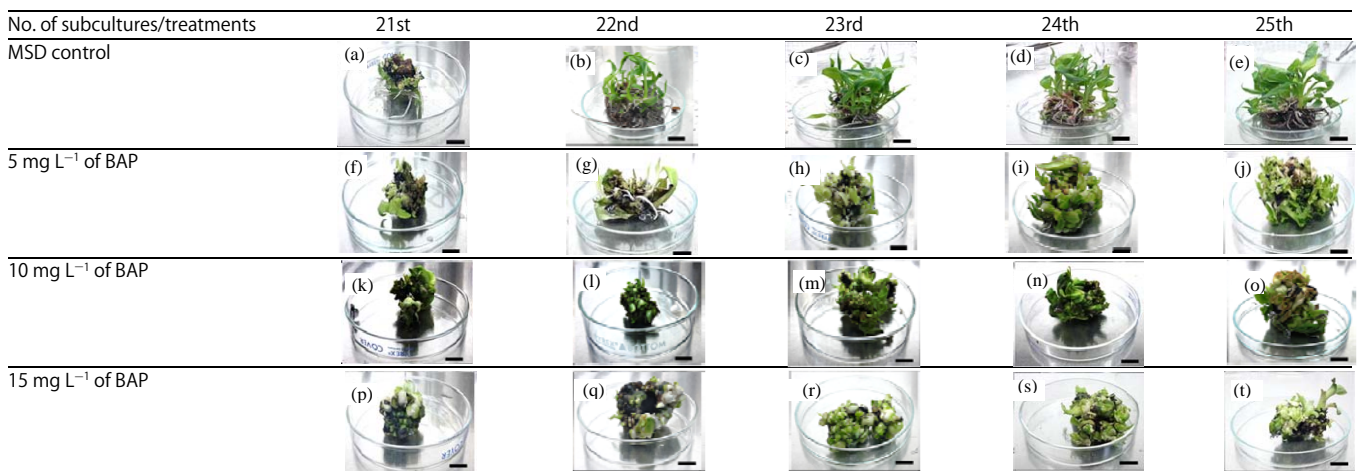 No. of subcultures/treatments 21st 22nd 23rd 24th 25th
MSD control
(a) (b) (c) (d) (e)
5 mg L⁻¹ of BAP
(f) (g) (h) (i) (j)
10 mg L⁻¹ of BAP
(k) (l) (m) (n) (o)
COVER
15 mg L⁻¹ of BAP
(p) (q) (r) (s) (t)